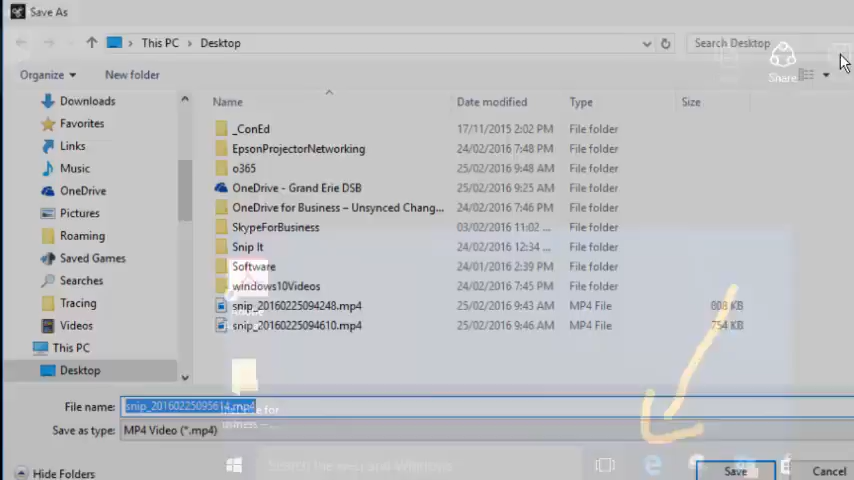 Save As
This PC > Desktop
Search Desktop
Share
Organize
New folder
Name
Date modified
Type
Size
Downloads
Favorites
Links
Music
OneDrive
Pictures
Roaming
Saved Games
Searches
Tracing
Videos
This PC
Desktop
_ConEd 17/11/2015 2:02 PM File folder
EpsonProjectorNetworking 24/02/2016 7:48 PM File folder
o365 25/02/2016 9:48 AM File folder
OneDrive - Grand Erie DSB 25/02/2016 9:25 AM File folder
OneDrive for Business – Unsynced Chang... 24/02/2016 7:46 PM File folder
SkypeForBusiness 03/02/2016 11:02 ... File folder
Snip It 24/02/2016 12:34 ... File folder
Software 24/01/2016 2:39 PM File folder
windows10Videos 24/02/2016 7:45 PM File folder
snip_20160225094248.mp4 25/02/2016 9:43 AM MP4 File 808 KB
snip_20160225094610.mp4 25/02/2016 9:46 AM MP4 File 754 KB
File name: snip_20160225095614.mp4
Save as type: MP4 Video (*.mp4)
Search the web and Windows
Hide Folders
Save
Cancel